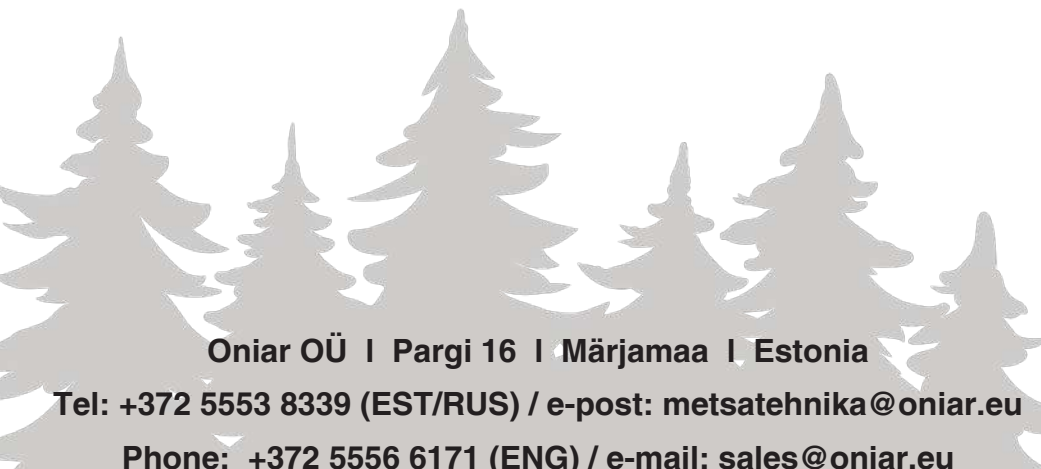 Oniar OÜ I Pargi 16 I Märjamaa I Estonia
Tel: +372 5553 8339 (EST/RUS) / e-post: metsatehnika@oniar.eu
Phone: +372 5556 6171 (ENG) / e-mail: sales@oniar.eu